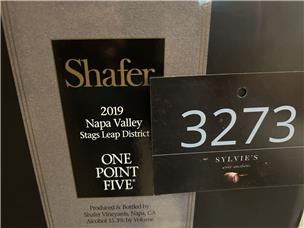 Shafer
2019
Napa Valley
Stags Leap District
ONE
POINT
FIVE®
Produced & Bottled by
Shafer Vineyards, Napa, CA
Alcohol 15.3% by Volume
3273
SYLVIE'S